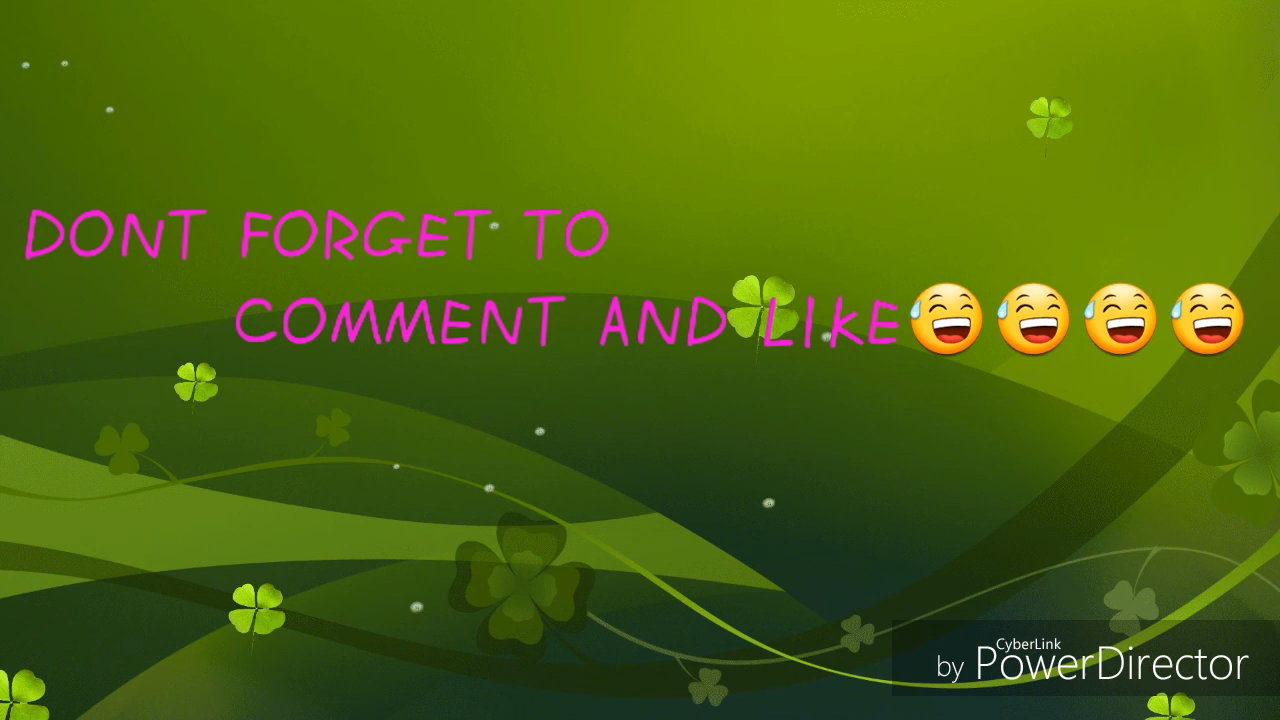 DONT FORGET TO
COMMENT AND LIKE😅😅😅😅
CyberLink
by PowerDirector